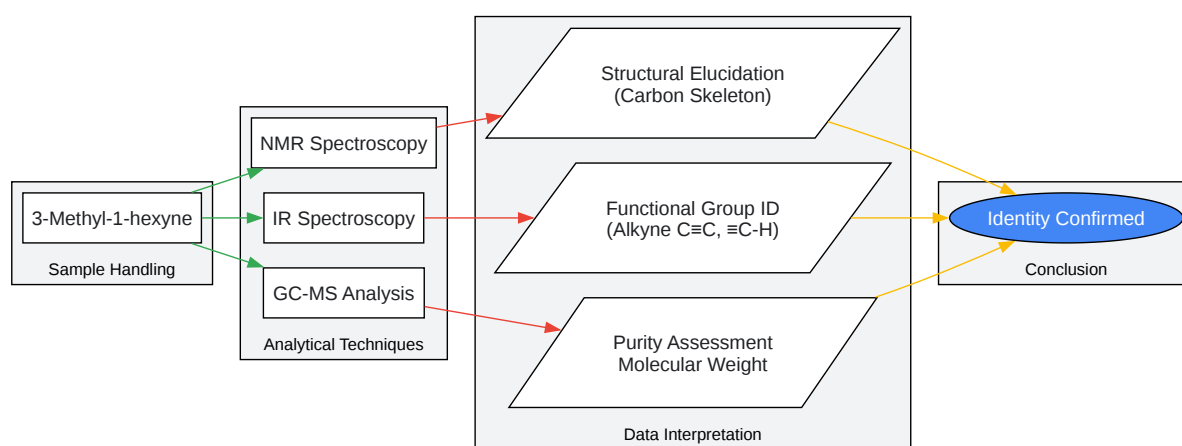 3-Methyl-1-hexyne
Sample Handling
NMR Spectroscopy
IR Spectroscopy
GC-MS Analysis
Analytical Techniques
Structural Elucidation
(Carbon Skeleton)
Functional Group ID
(Alkyne C≡C, ≡C-H)
Purity Assessment
Molecular Weight
Data Interpretation
Identity Confirmed
Conclusion